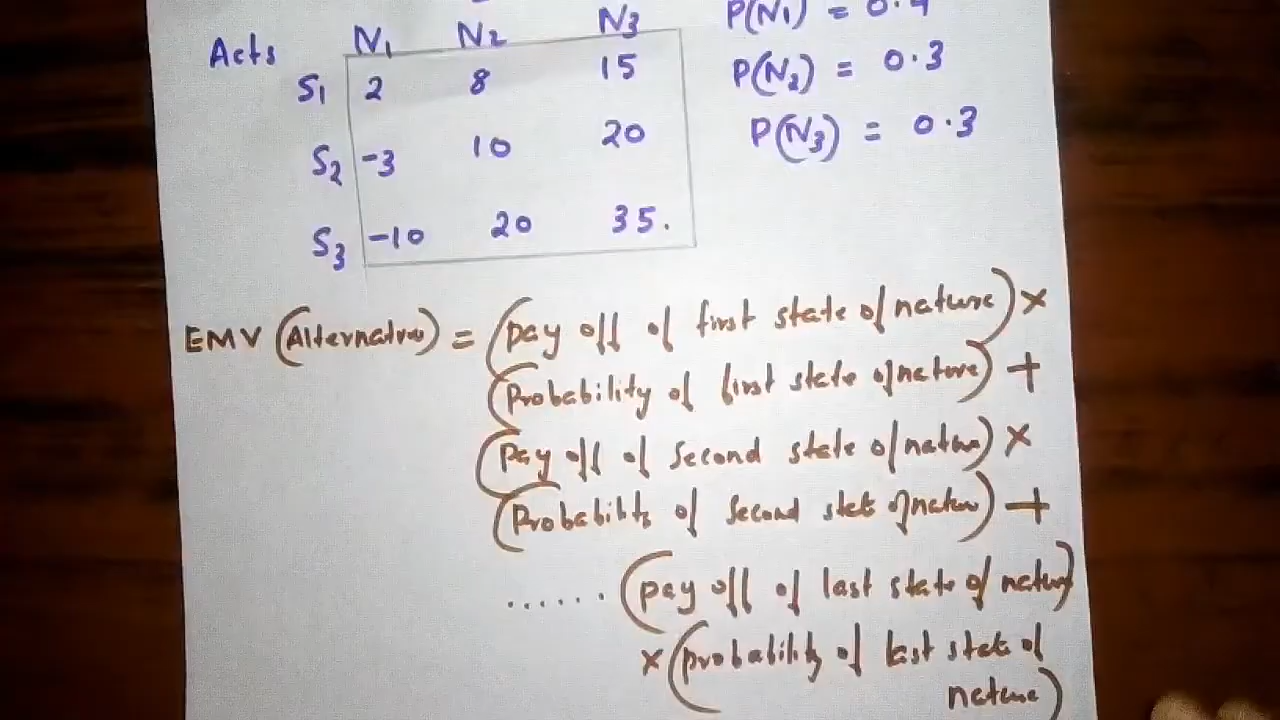 Acts N1 N2 N3
S1 2 8 15
S2 -3 10 20
S3 -10 20 35.
P(N1) = 0.4
P(N2) = 0.3
P(N3) = 0.3
EMV (Alternative) = (pay off of first state of nature) ×
(Probability of first state of nature) +
(Pay off of second state of nature) ×
(Probability of second state of nature) +
...... (pay off of last state of nature)
× (probability of last state of
nature)